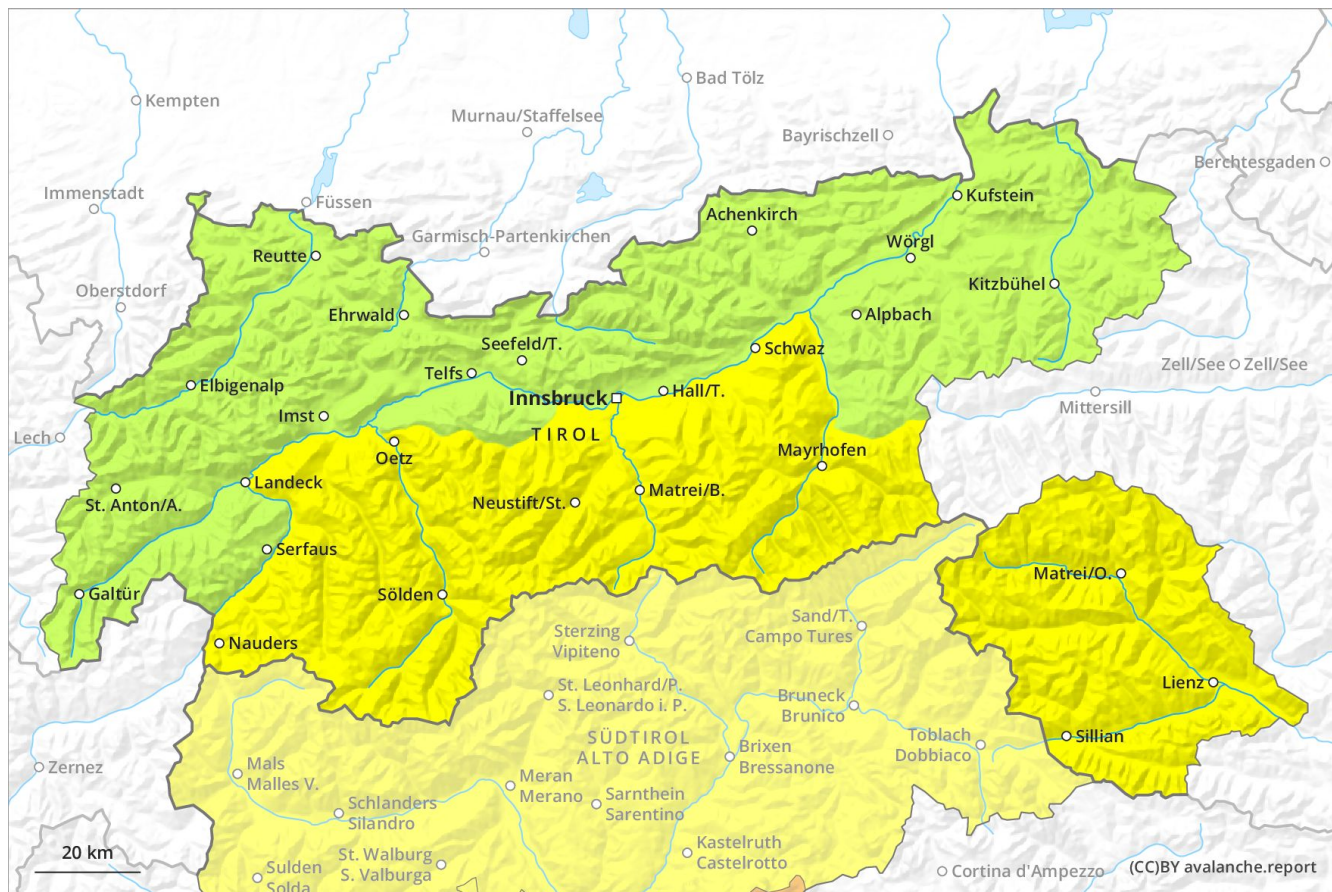 Kempten
Bad Tölz
Murnau/Staffelsee
Bayrischzell
Berchtesgaden
Immenstadt
Füssen
Kufstein
Achenkirch
Garmisch-Partenkirchen
Reutte
Wörgl
Oberstdorf
Kitzbühel
Ehrwald
Alpbach
Seefeld/T.
Schwaz
Telfs
Zell/See
Zell/See
Elbigenalp
Hall/T.
Innsbruck
Mittersill
Imst
Lech
TIROL
Oetz
Mayrhofen
Landeck
Matrei/B.
St. Anton/A.
Neustift/St.
Serfaus
Matrei/O.
Galtür
Sölden
Sand/T.
Campo Tures
Sterzing
Vipiteno
Nauders
Lienz
St. Leonhard/P.
S. Leonardo i. P.
Bruneck
Brunico
SÜDTIROL
ALTO ADIGE
Toblach
Dobbiaco
Sillian
Brixen
Bressanone
Zernez
Mals
Malles V.
Meran
Merano
Sarnthein
Sarentino
Schlanders
Silandro
20 km
St. Walburg
S. Valburga
Kastelruth
Castelrotto
Sulden
Solda
Cortina d'Ampezzo
(CC)BY avalanche.report